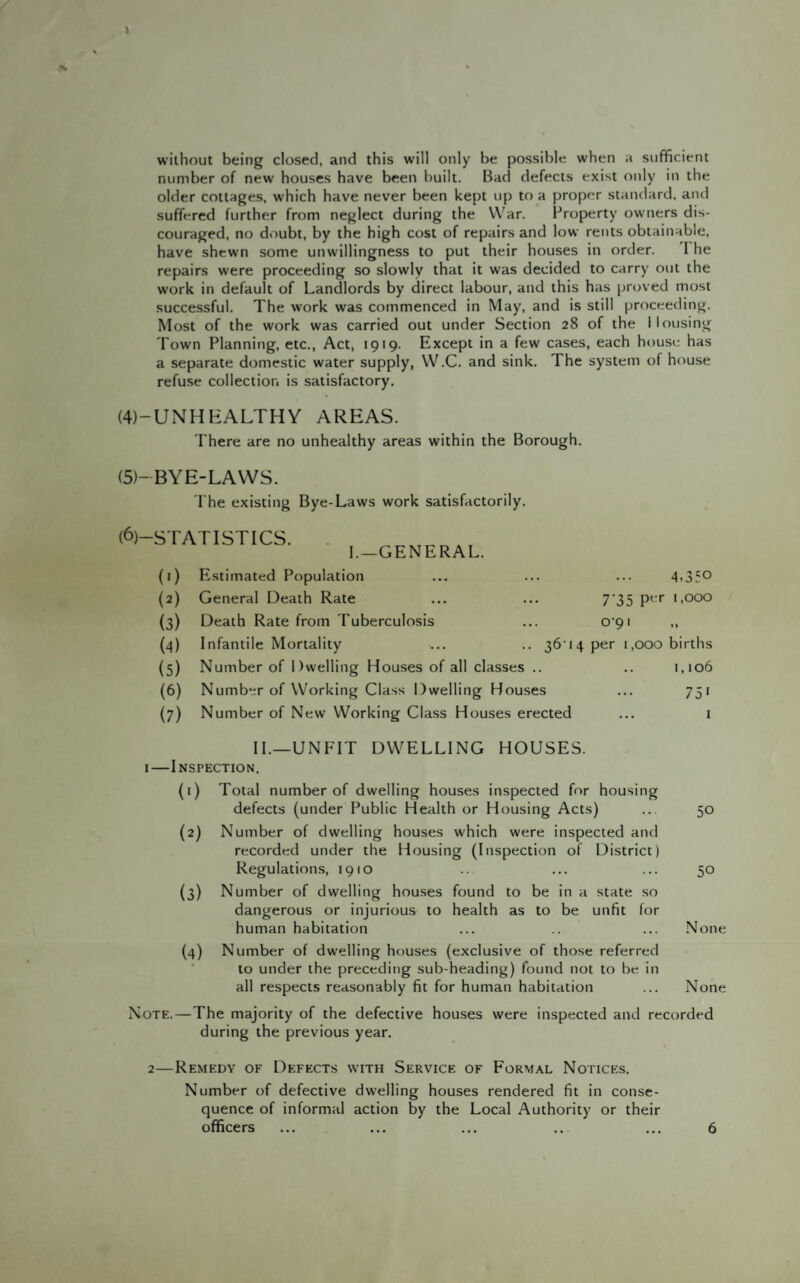 without being closed, and this will only be possible when a sufficient
number of new houses have been built. Bad defects exist only in the
older cottages, which have never been kept up to a proper standard, and
suffered further from neglect during the War. Property owners dis-
couraged, no doubt, by the high cost of repairs and low rents obtainable,
have shewn some unwillingness to put their houses in order. The
repairs were proceeding so slowly that it was decided to carry out the
work in default of Landlords by direct labour, and this has proved most
successful. The work was commenced in May, and is still proceeding.
Most of the work was carried out under Section 28 of the Housing
Town Planning, etc., Act, 1919. Except in a few cases, each house has
a separate domestic water supply, W.C. and sink. The system of house
refuse collection is satisfactory.
(4)-UNHEALTHY AREAS.
There are no unhealthy areas within the Borough.
(5)-BYE-LAWS.
The existing Bye-Laws work satisfactorily.
(6)-STATISTICS.
I.—GENERAL.
(1) Estimated Population ... ... ... 4,350
(2) General Death Rate ... ... 7·35 per 1,000
(3) Death Rate from Tuberculosis ... 0·91 ,,
(4) Infantile Mortality ... .. 36·14 per 1,000 births
(5) Number of Dwelling Houses of all classes .. .. 1,106
(6) Number of Working Class Dwelling Houses ... 751
(7) Number of New Working Class Houses erected ... 1
II.—UNFIT DWELLING HOUSES.
1—INSPECTION.
(1) Total number of dwelling houses inspected for housing
defects (under Public Health or Housing Acts) .. 50
(2) Number of dwelling houses which were inspected and
recorded under the Housing (Inspection of District)
Regulations, 1910 .. ... ... 50
(3) Number of dwelling houses found to be in a state so
dangerous or injurious to health as to be unfit for
human habitation ... .. ... None
(4) Number of dwelling houses (exclusive of those referred
to under the preceding sub-heading) found not to be in
all respects reasonably fit for human habitation ... None
NOTE.—The majority of the defective houses were inspected and recorded
during the previous year.
2—REMEDY OF DEFECTS WITH SERVICE OF FORMAL NOTICES.
Number of defective dwelling houses rendered fit in conse-
quence of informal action by the Local Authority or their
officers ... ... ... .. ... 6